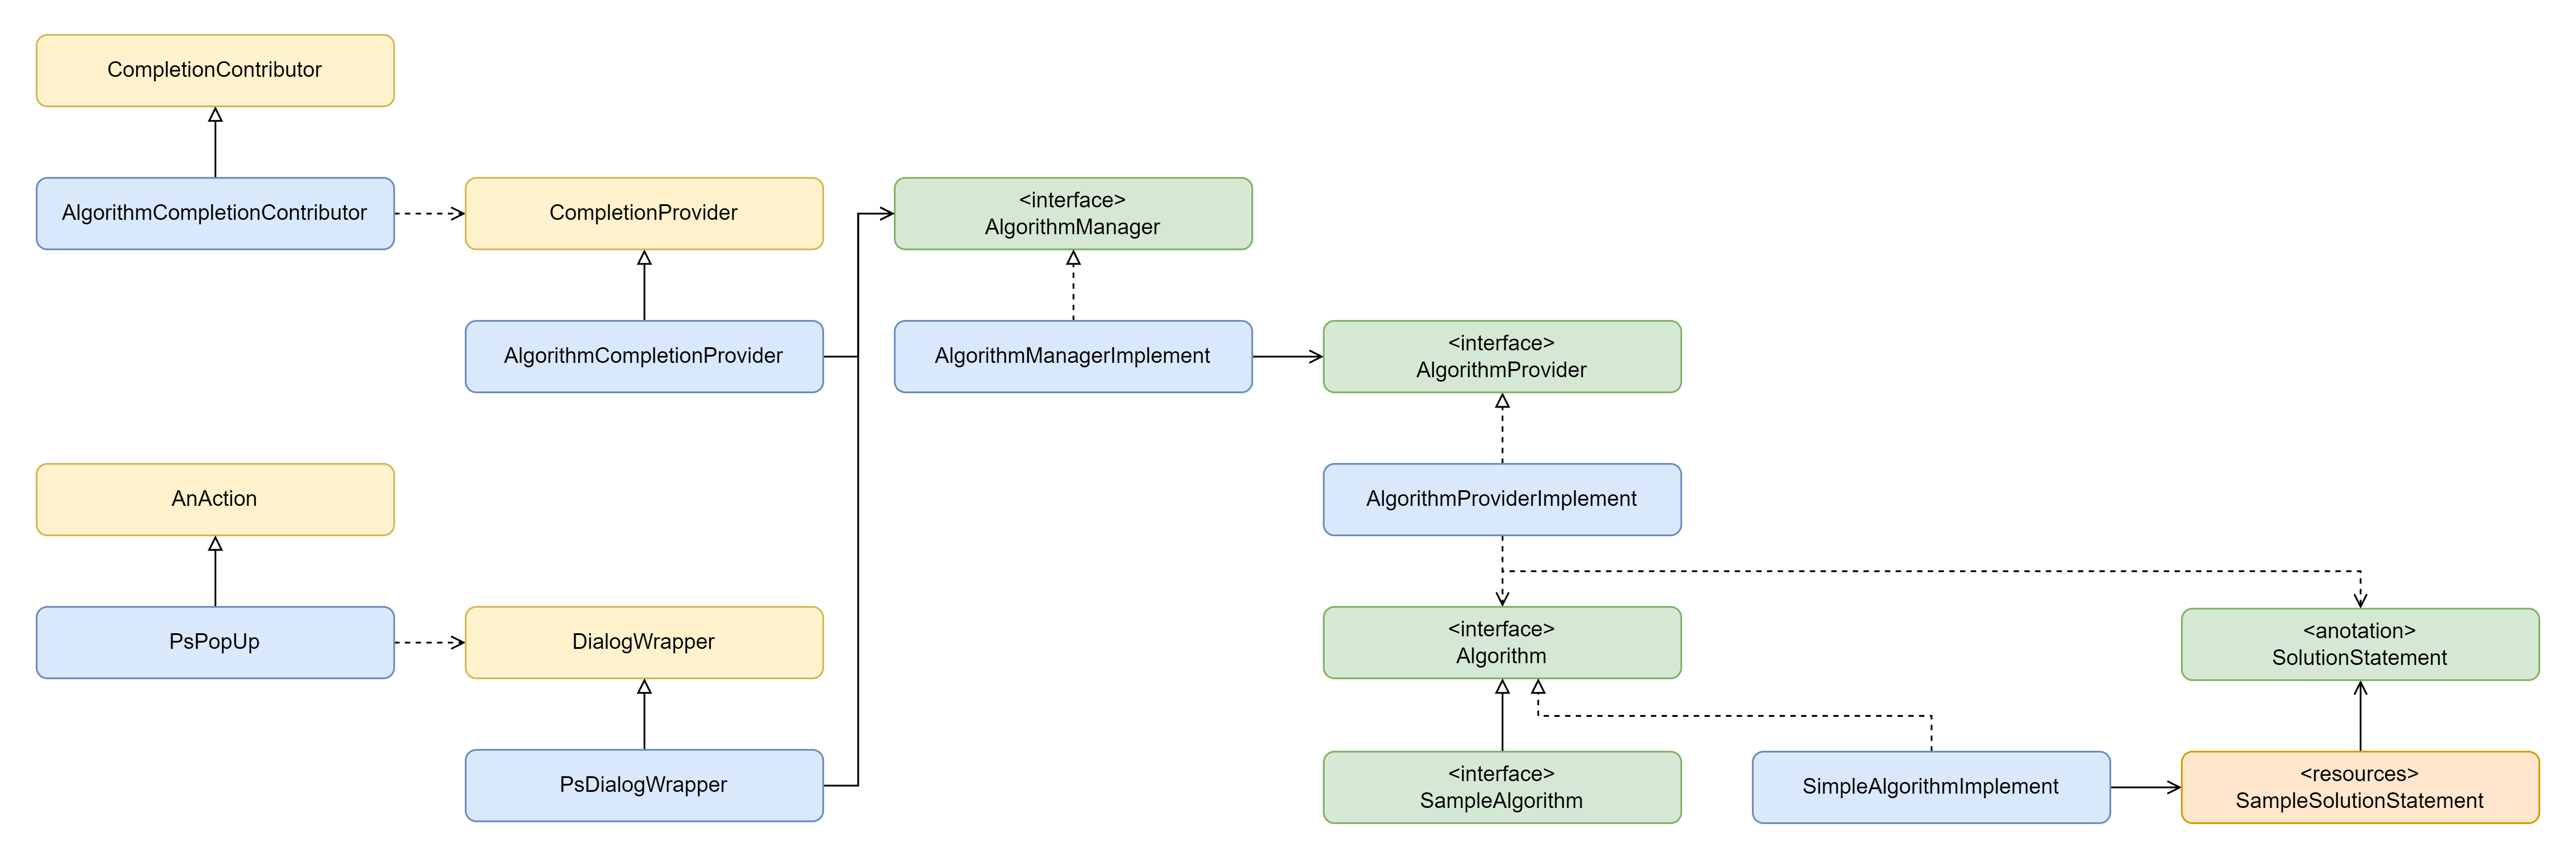 CompletionContributor
AlgorithmCompletionContributor
CompletionProvider
<interface>
AlgorithmManager
AlgorithmCompletionProvider
AlgorithmManagerImplement
<interface>
AlgorithmProvider
AnAction
AlgorithmProviderImplement
PsPopUp
DialogWrapper
<interface>
Algorithm
<anotation>
SolutionStatement
PsDialogWrapper
<interface>
SampleAlgorithm
SimpleAlgorithmImplement
<resources>
SampleSolutionStatement